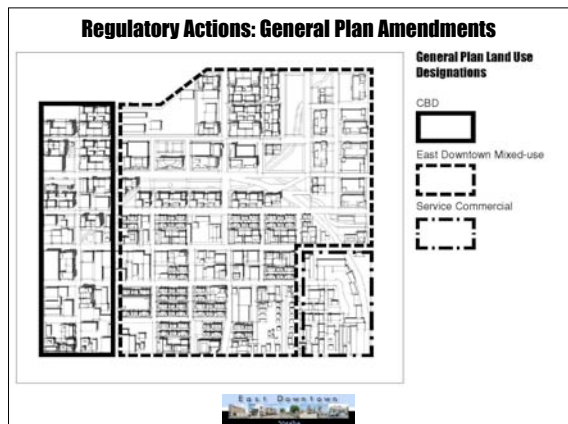 Regulatory Actions: General Plan Amendments
General Plan Land Use
Designations
CBD
East Downtown Mixed-use
Service Commercial
East Downtown